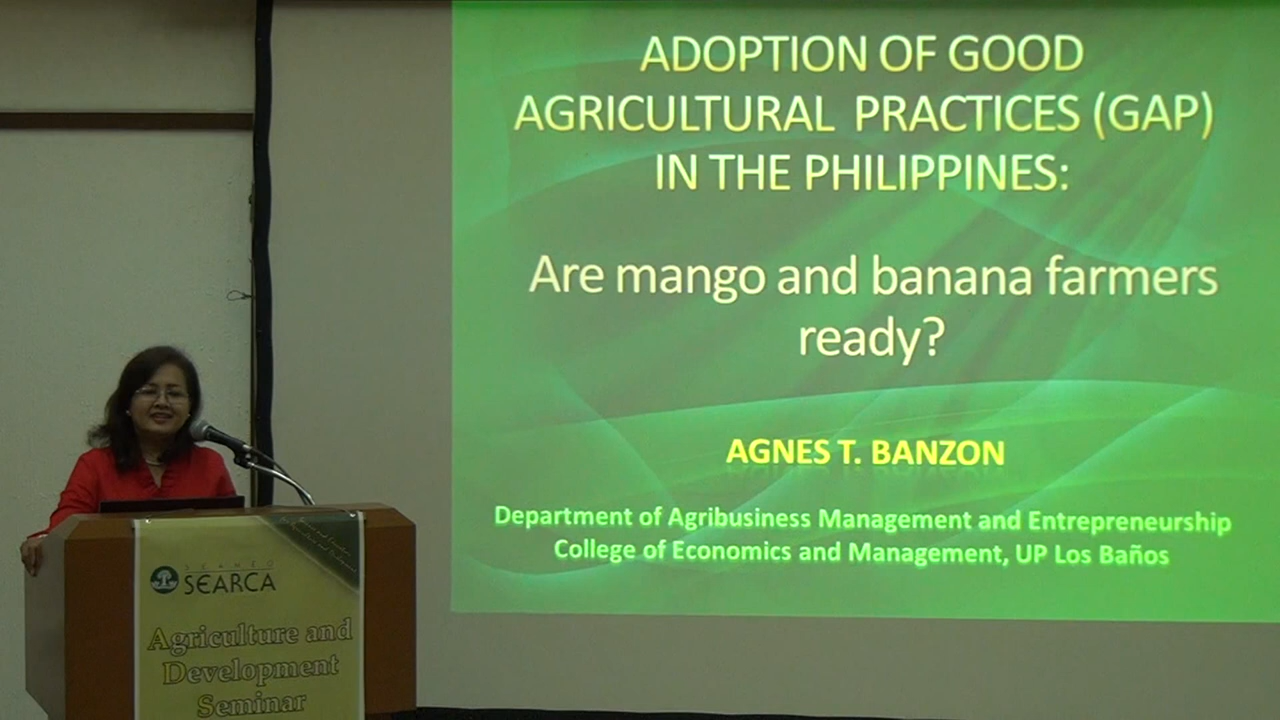 ADOPTION OF GOOD
AGRICULTURAL PRACTICES (GAP)
IN THE PHILIPPINES:
Are mango and banana farmers
ready?
AGNES T. BANZON
Department of Agribusiness Management and Entrepreneurship
College of Economics and Management, UP Los Baños
SEAMEO
SEARCA
Agriculture and
Development
Seminar